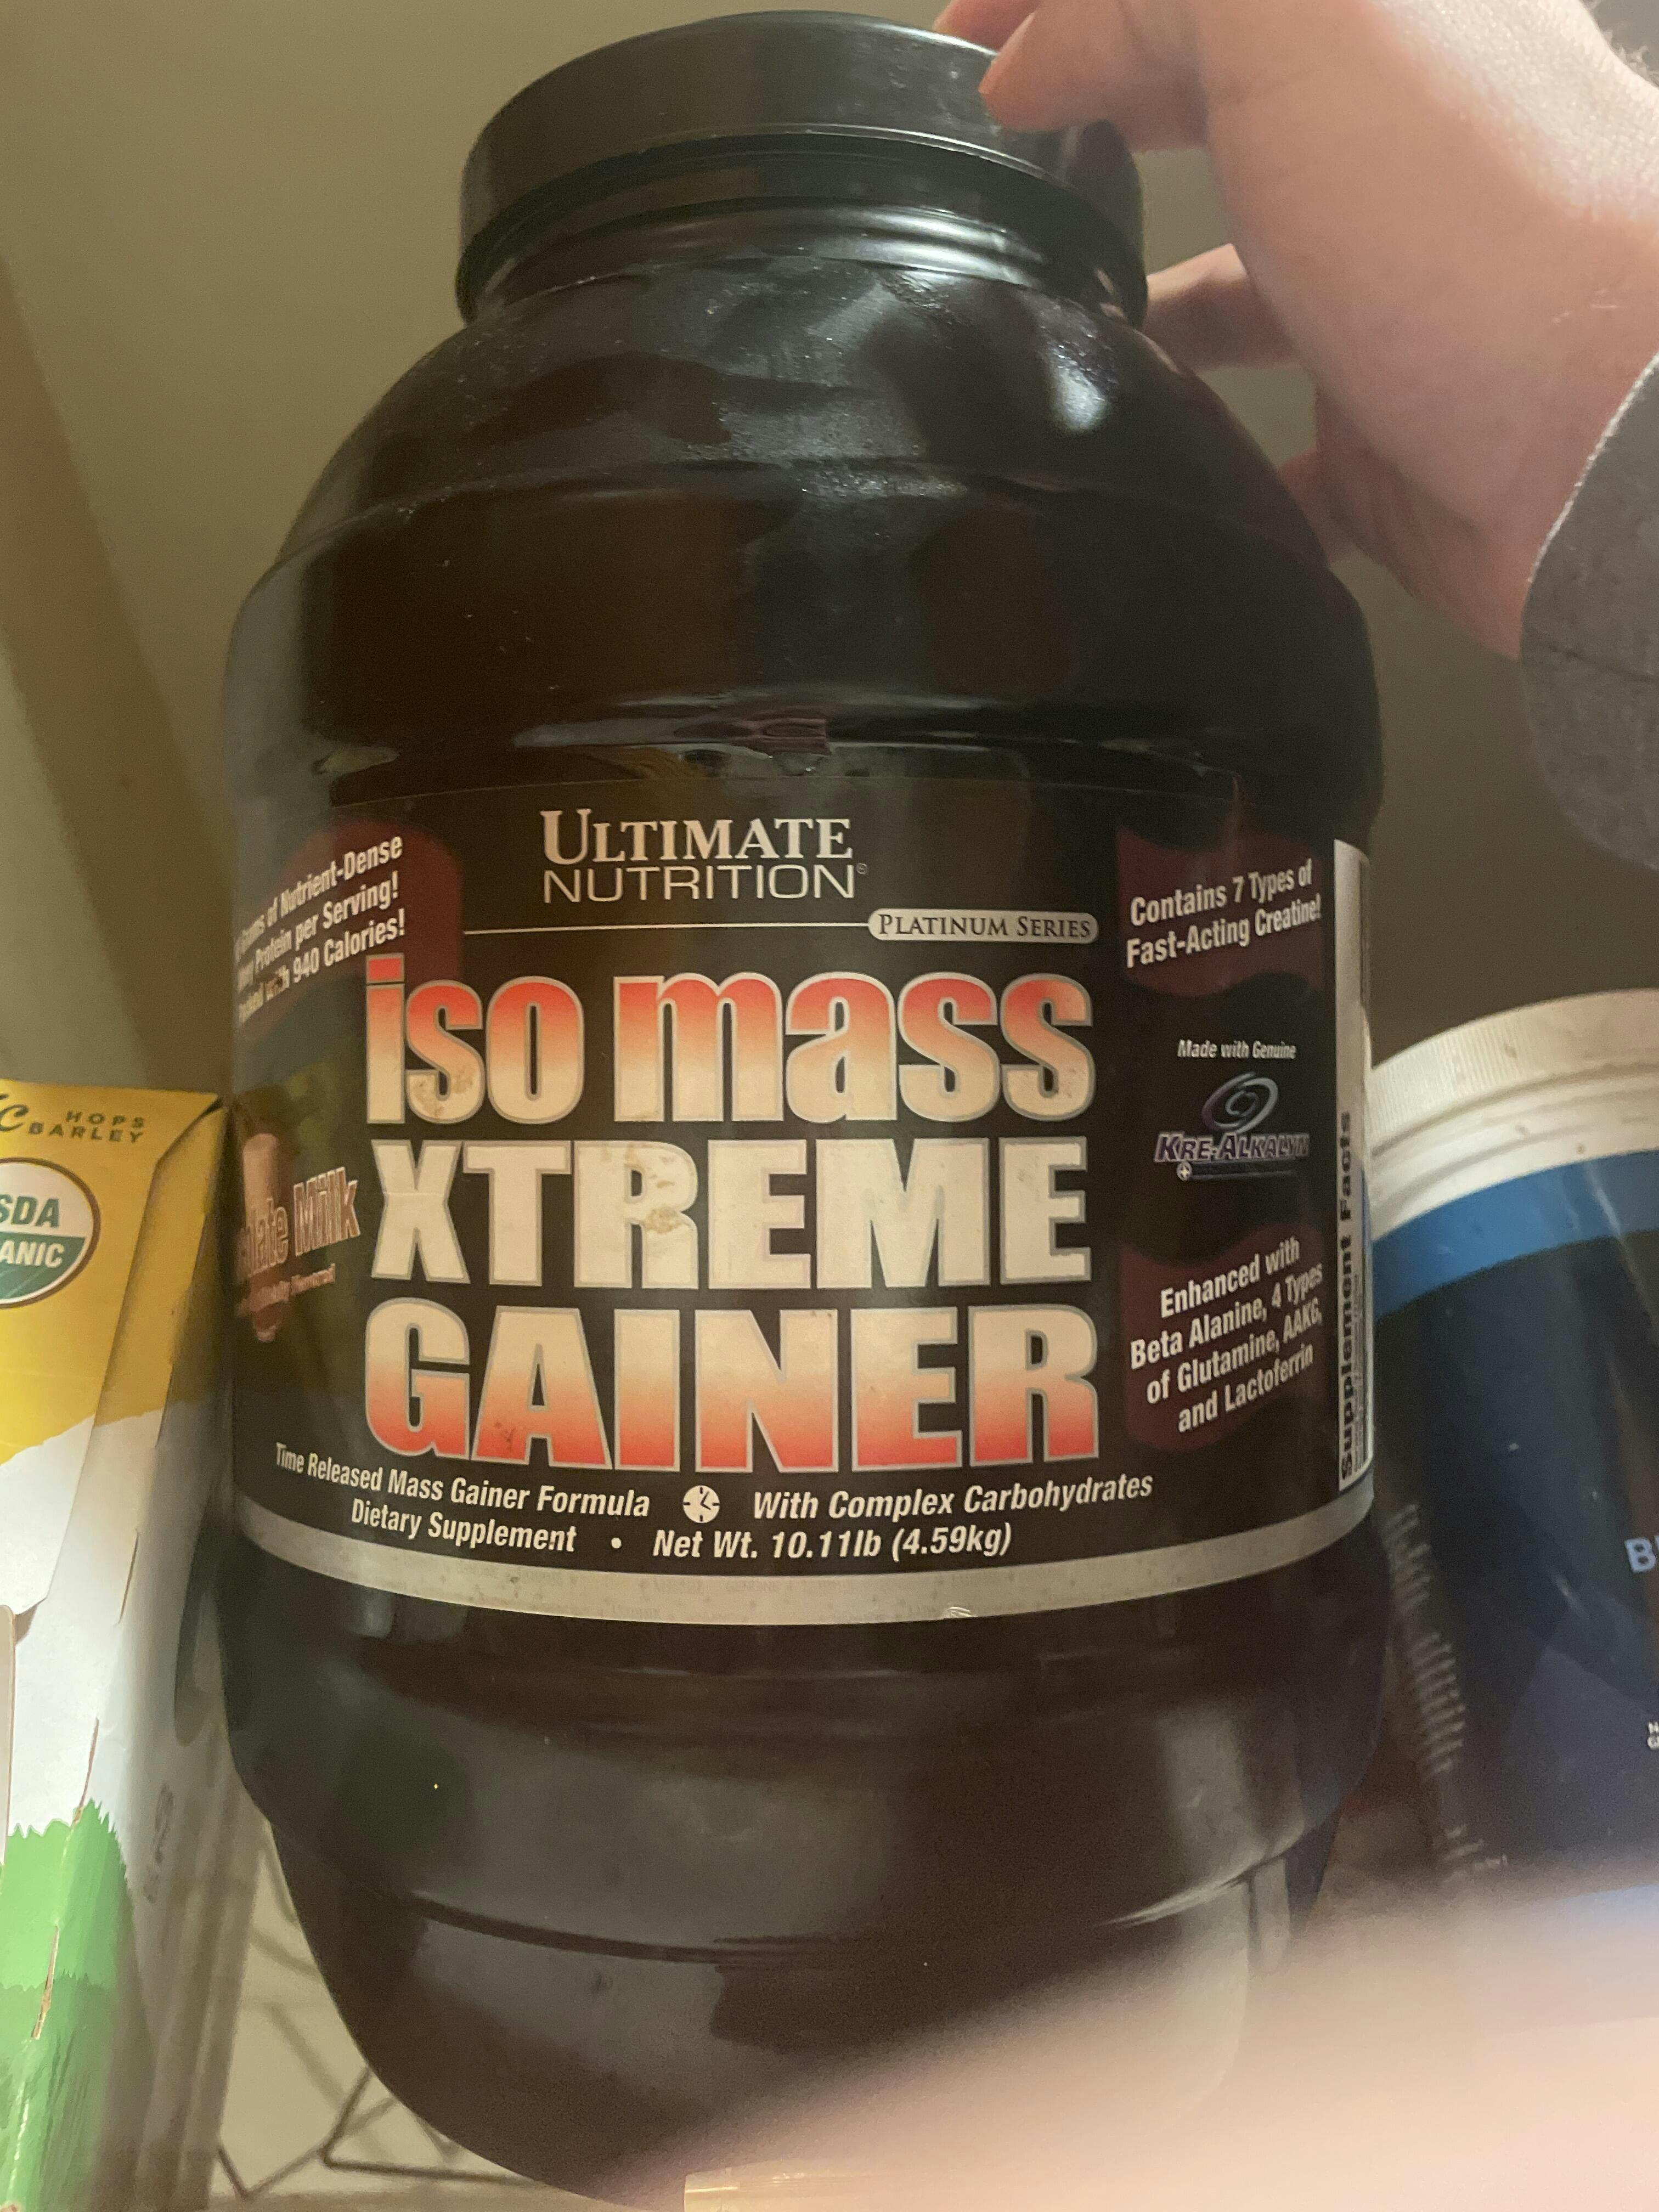 ULTIMATE
NUTRITION
PLATINUM SERIES
iso mass
XTREME
GAINER
Time Released Mass Gainer Formula With Complex Carbohydrates
Dietary Supplement • Net Wt. 10.11lb (4.59kg)
of Nutrient-Dense
Protein per Serving!
940 Calories!
Milk
Contains 7 Types of
Fast-Acting Creatine!
Made with Genuine
KRE-ALKALYN
Enhanced with
Beta Alanine, 4 Types
of Glutamine, AAKG,
and Lactoferrin
Supplement Facts
HOPS
BARLEY